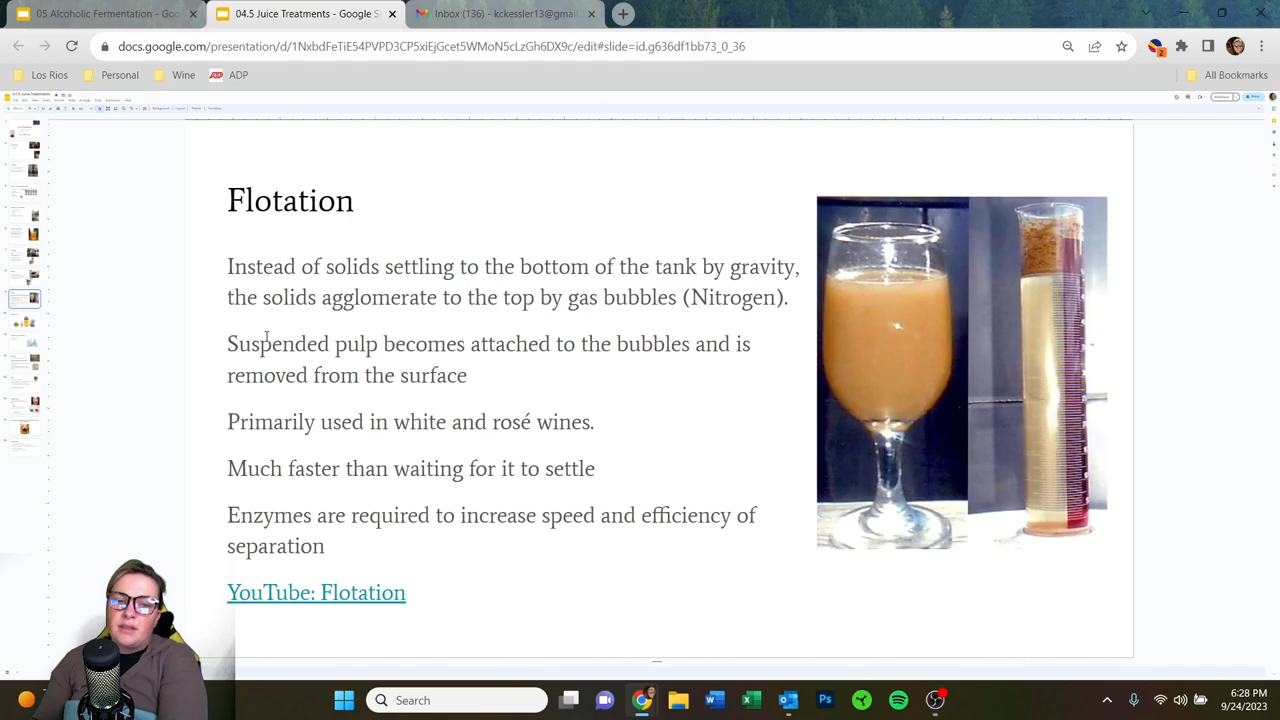 05 Alcoholic Fermentation - Goo
04.5 Juice Treatments - Google S
Inbox (136) - kckessler13@gmail.
docs.google.com/presentation/d/1NxbdFeTiE54PVPD3CP5xiEjGcet5WMoN5cLzGh6DX9c/edit#slide=id.g636df1bb73_0_36
Los Rios
Personal
Wine
ADP
All Bookmarks
04.5 Juice Treatments
Flotation
Instead of solids settling to the bottom of the tank by gravity,
the solids agglomerate to the top by gas bubbles (Nitrogen).
Suspended pulp becomes attached to the bubbles and is
removed from the surface
Primarily used in white and rosé wines.
Much faster than waiting for it to settle
Enzymes are required to increase speed and efficiency of
separation
YouTube: Flotation
Search
6:28 PM
9/24/2023